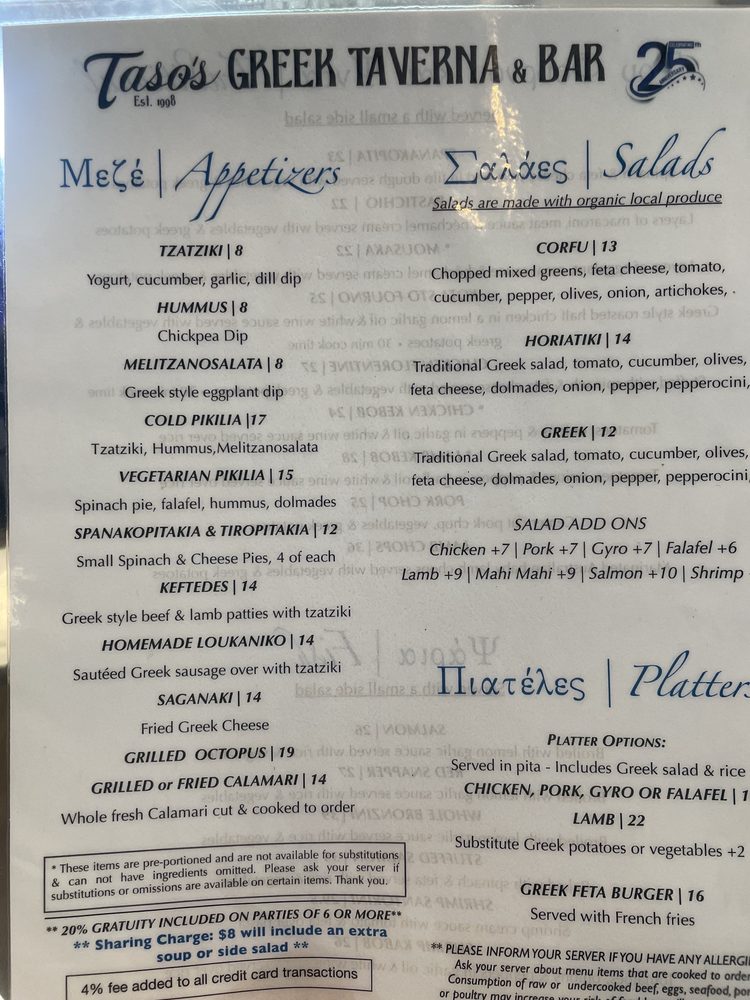 Taso's GREEK TAVERNA & BAR
Est. 1998
CELEBRATING
25
ANNIVERSARY
Μεζέ | Appetizers
TZATZIKI | 8
Yogurt, cucumber, garlic, dill dip
HUMMUS | 8
Chickpea Dip
MELITZANOSALATA | 8
Greek style eggplant dip
COLD PIKILIA |17
Tzatziki, Hummus,Melitzanosalata
VEGETARIAN PIKILIA | 15
Spinach pie, falafel, hummus, dolmades
SPANAKOPITAKIA & TIROPITAKIA | 12
Small Spinach & Cheese Pies, 4 of each
KEFTEDES | 14
Greek style beef & lamb patties with tzatziki
HOMEMADE LOUKANIKO | 14
Sautéed Greek sausage over with tzatziki
SAGANAKI | 14
Fried Greek Cheese
GRILLED OCTOPUS | 19
GRILLED or FRIED CALAMARI | 14
Whole fresh Calamari cut & cooked to order
* These items are pre-portioned and are not available for substitutions
& can not have ingredients omitted. Please ask your server if
substitutions or omissions are available on certain items. Thank you.
** 20% GRATUITY INCLUDED ON PARTIES OF 6 OR MORE**
** Sharing Charge: $8 will include an extra
soup or side salad **
4% fee added to all credit card transactions
Σαλάες | Salads
Salads are made with organic local produce
CORFU | 13
Chopped mixed greens, feta cheese, tomato,
cucumber, pepper, olives, onion, artichokes, .
HORIATIKI | 14
Traditional Greek salad, tomato, cucumber, olives,
feta cheese, dolmades, onion, pepper, pepperocini,
GREEK | 12
Traditional Greek salad, tomato, cucumber, olives,
feta cheese, dolmades, onion, pepper, pepperocini,
SALAD ADD ONS
Chicken +7 | Pork +7 | Gyro +7 | Falafel +6
Lamb +9 | Mahi Mahi +9 | Salmon +10 | Shrimp
Πιατέλες | Platters
PLATTER OPTIONS:
Served in pita - Includes Greek salad & rice
CHICKEN, PORK, GYRO OR FALAFEL | 1
LAMB | 22
Substitute Greek potatoes or vegetables +2
GREEK FETA BURGER | 16
Served with French fries
** PLEASE INFORM YOUR SERVER IF YOU HAVE ANY ALLERGI
Ask your server about menu items that are cooked to order
Consumption of raw or undercooked beef, eggs, seafood, por
or poultry may increase your risk of